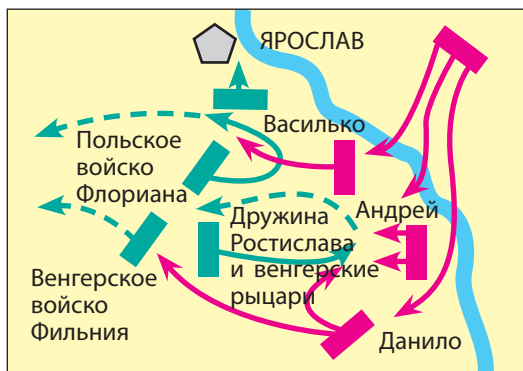 ЯРОСЛАВ
Василько
Польское
войско
Флориана
Андрей
Дружина
Ростислава
и венгерские
рыцари
Венгерское
войско
Фильния
Данило